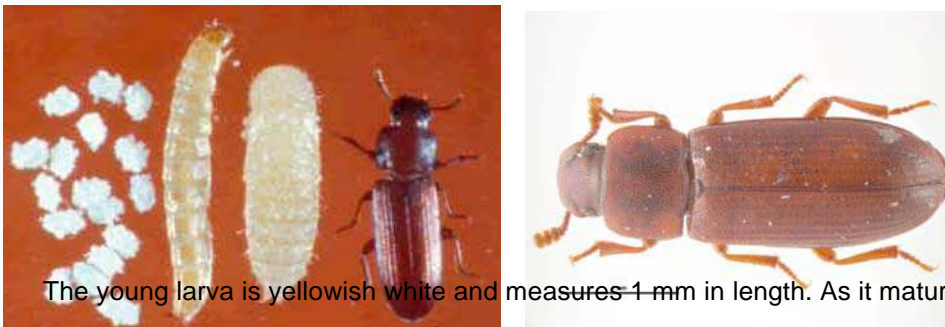 The young larva is yellowish white and measures 1 mm in length. As it matur